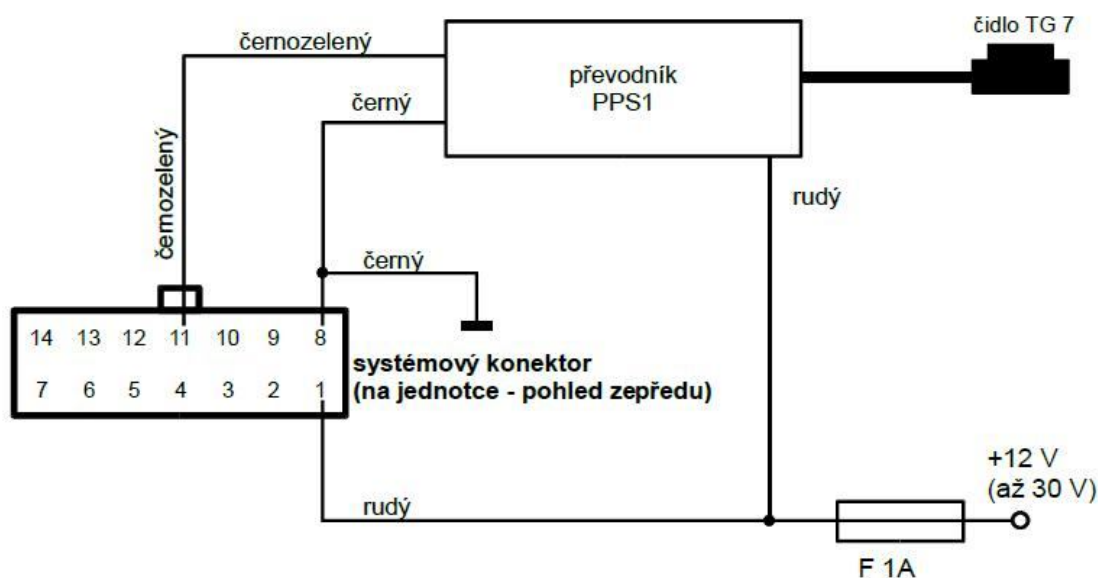 čidlo TG 7
černozelený
převodník
PPS1
černý
černozelený
rudý
černý
14 13 12 11 10 9 8
7 6 5 4 3 2 1
systémový konektor
(na jednotce - pohled zepředu)
+12 V
(až 30 V)
rudý
F 1A